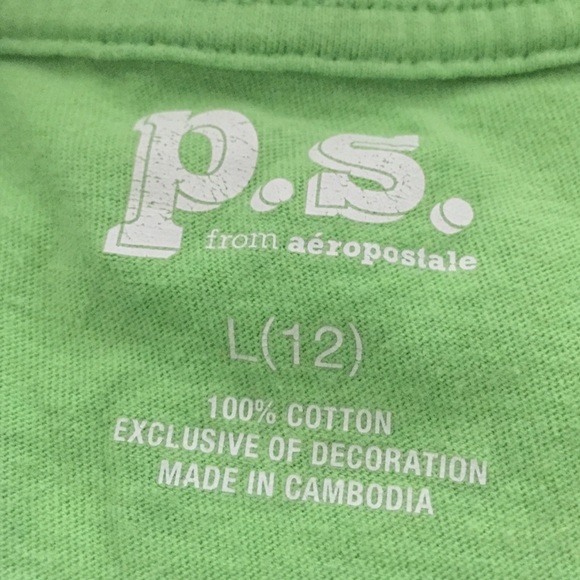 p.s.
from aéropostale
L(12)
100% COTTON
EXCLUSIVE OF DECORATION
MADE IN CAMBODIA